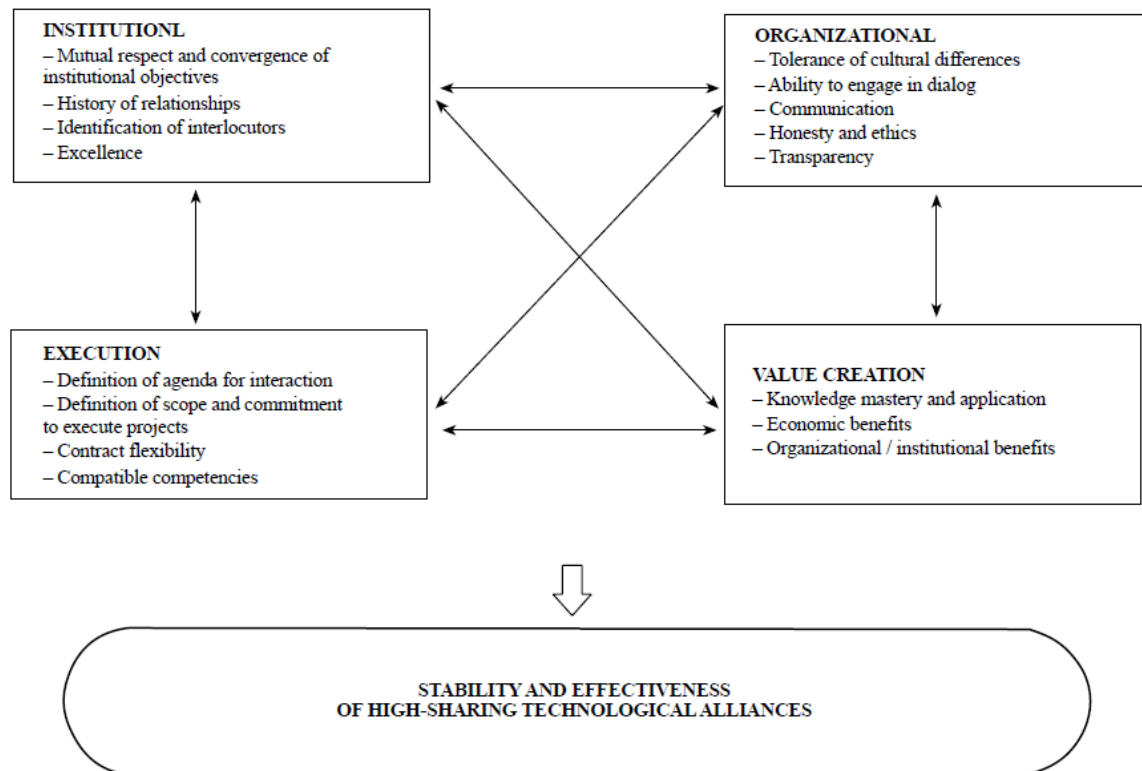 INSTITUTIONL
– Mutual respect and convergence of
institutional objectives
– History of relationships
– Identification of interlocutors
– Excellence
ORGANIZATIONAL
– Tolerance of cultural differences
– Ability to engage in dialog
– Communication
– Honesty and ethics
– Transparency
EXECUTION
– Definition of agenda for interaction
– Definition of scope and commitment
to execute projects
– Contract flexibility
– Compatible competencies
VALUE CREATION
– Knowledge mastery and application
– Economic benefits
– Organizational / institutional benefits
STABILITY AND EFFECTIVENESS
OF HIGH-SHARING TECHNOLOGICAL ALLIANCES